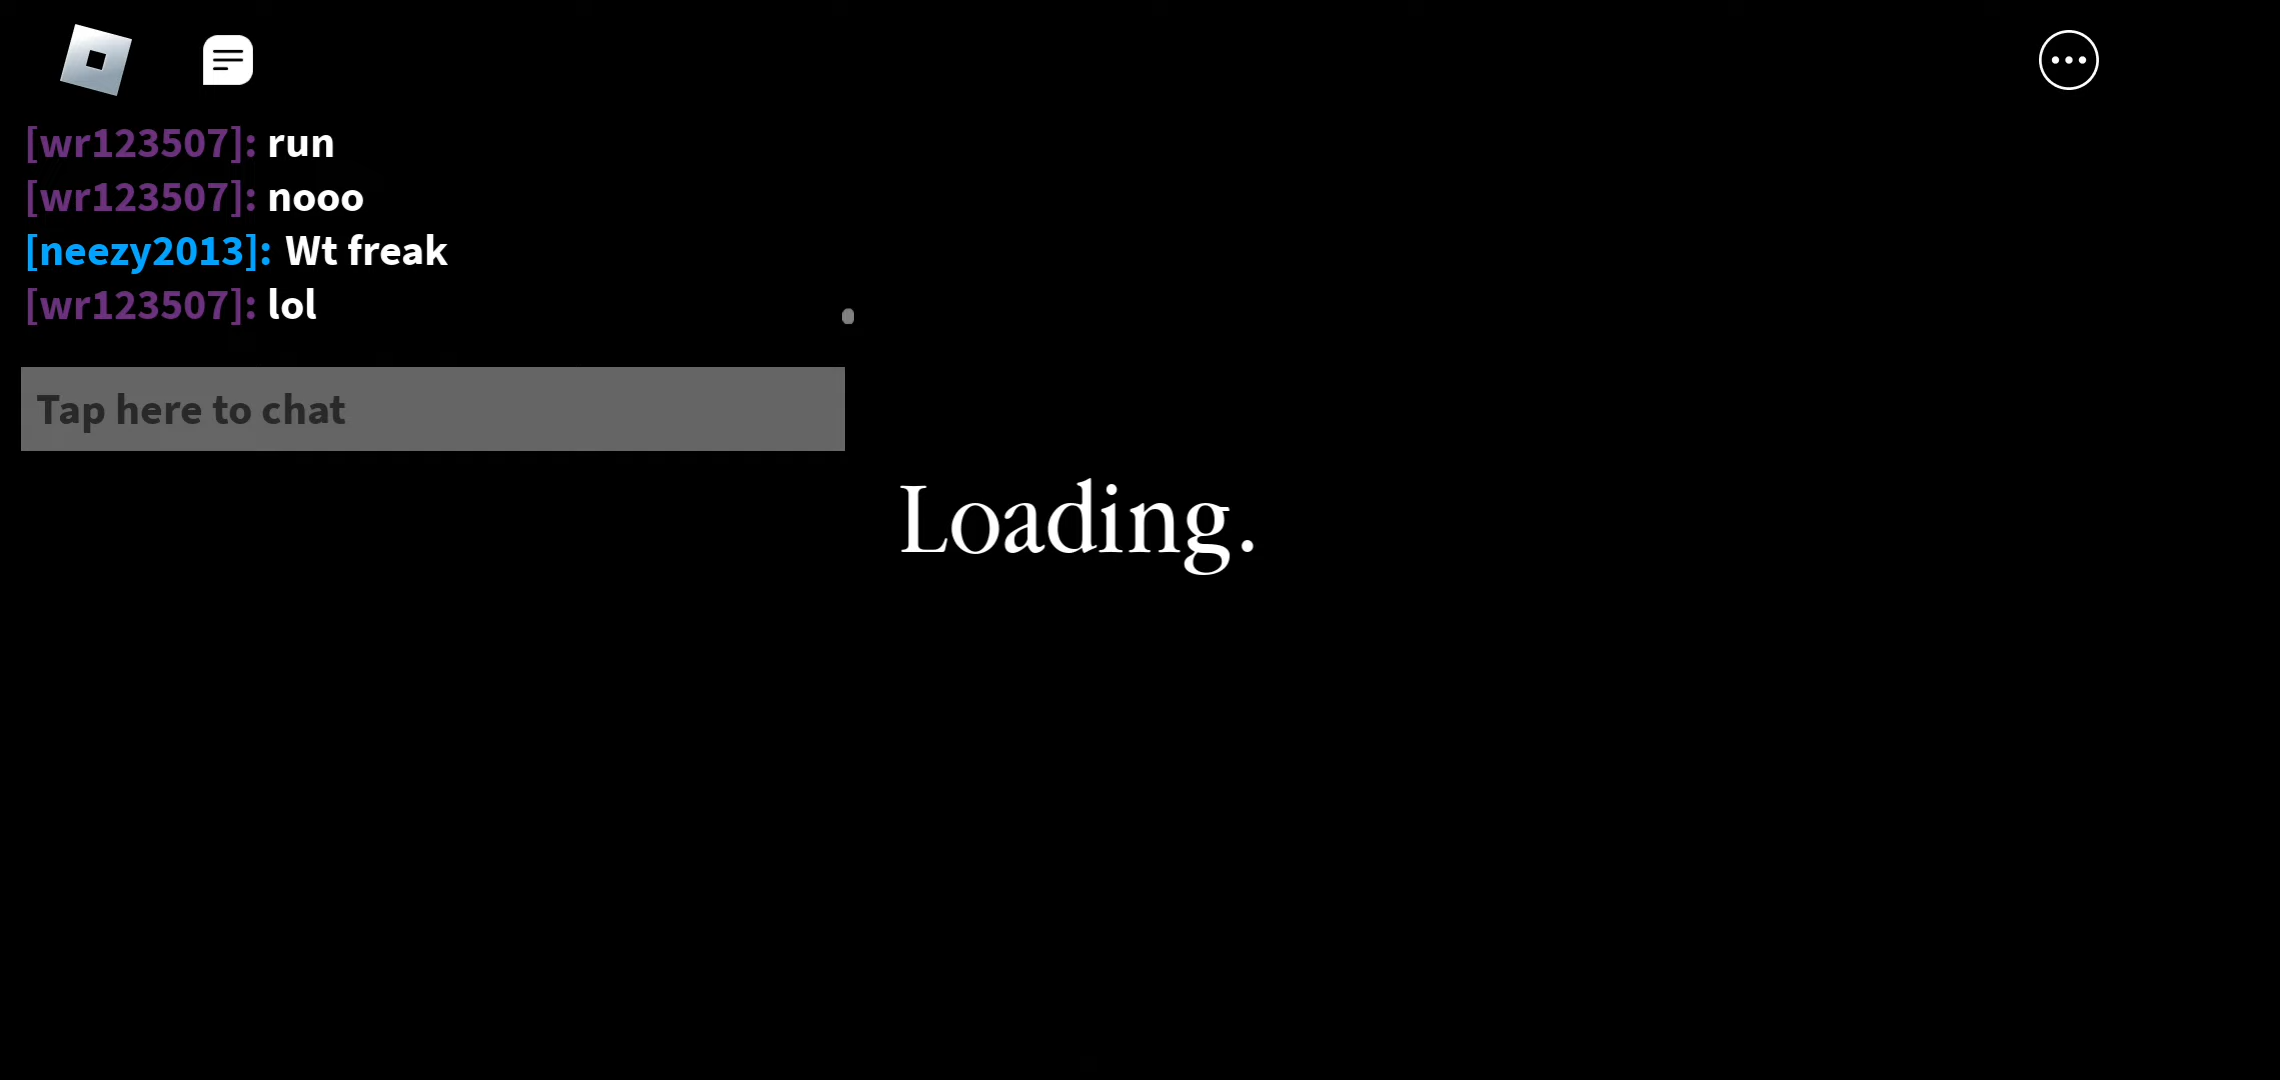 [wr123507]: run
[wr123507]: nooo
[neezy2013]: Wt freak
[wr123507]: lol
Tap here to chat
Loading.